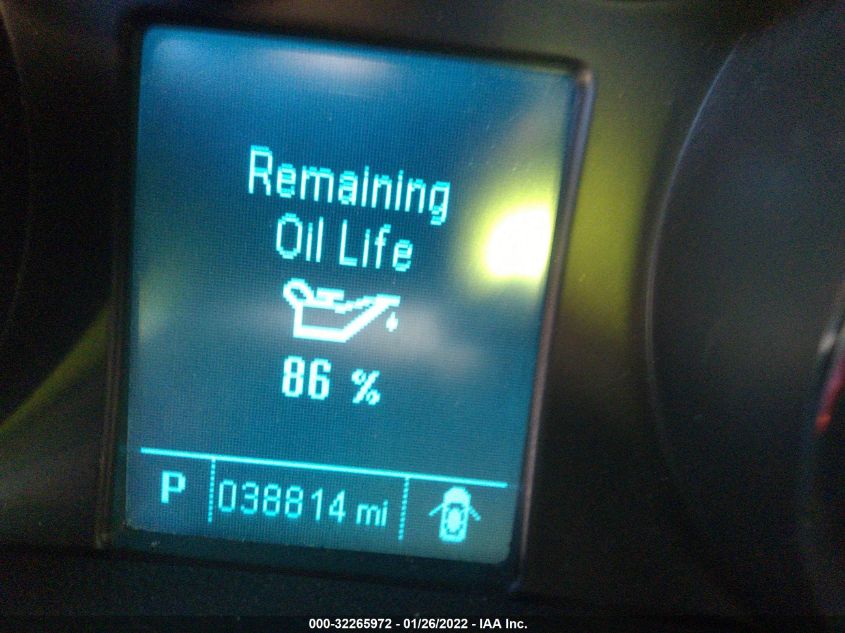 Remaining
Oil Life
86 %
P 038814 mi
000-32265972 - 01/26/2022 - IAA Inc.